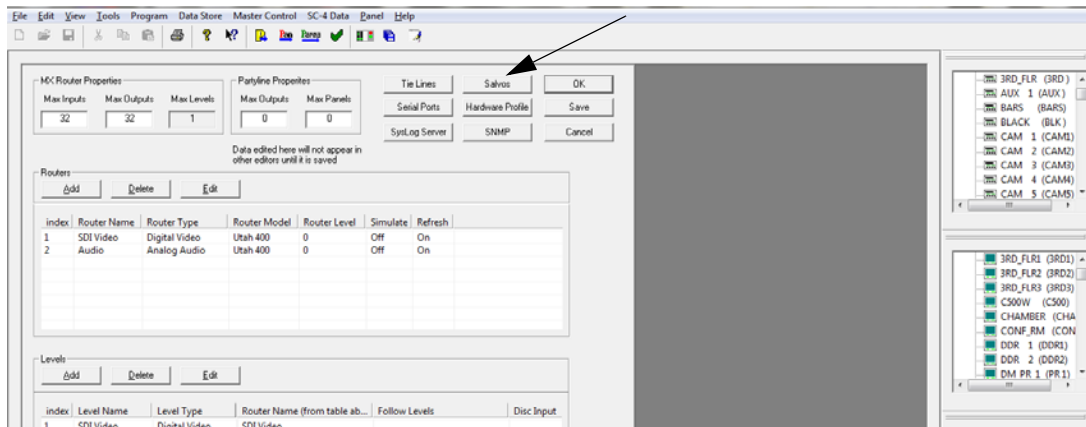 File Edit View Tools Program Data Store Master Control SC-4 Data Panel Help
MX Router Properties
Max Inputs Max Outputs Max Levels
32 32 1
Partyline Properites
Max Outputs Max Panels
0 0
Data edited here will not appear in
other editors until it is saved
Tie Lines Salvos OK
Serial Ports Hardware Profile Save
SysLog Server SNMP Cancel
Routers
Add Delete Edit
index Router Name Router Type Router Model Router Level Simulate Refresh
1 SDI Video Digital Video Utah 400 0 Off On
2 Audio Analog Audio Utah 400 0 Off On
Levels
Add Delete Edit
index Level Name Level Type Router Name (from table ab... Follow Levels Disc Input
1 SDI Video Digital Video SDI Video
3RD_FLR (3RD)
AUX 1 (AUX)
BARS (BARS)
BLACK (BLK)
CAM 1 (CAM1)
CAM 2 (CAM2)
CAM 3 (CAM3)
CAM 4 (CAM4)
CAM 5 (CAM5)
3RD_FLR1 (3RD1)
3RD_FLR2 (3RD2)
3RD_FLR3 (3RD3)
C500W (C500)
CHAMBER (CHA
CONF_RM (CON
DDR 1 (DDR1)
DDR 2 (DDR2)
DM PR 1 (PR1)